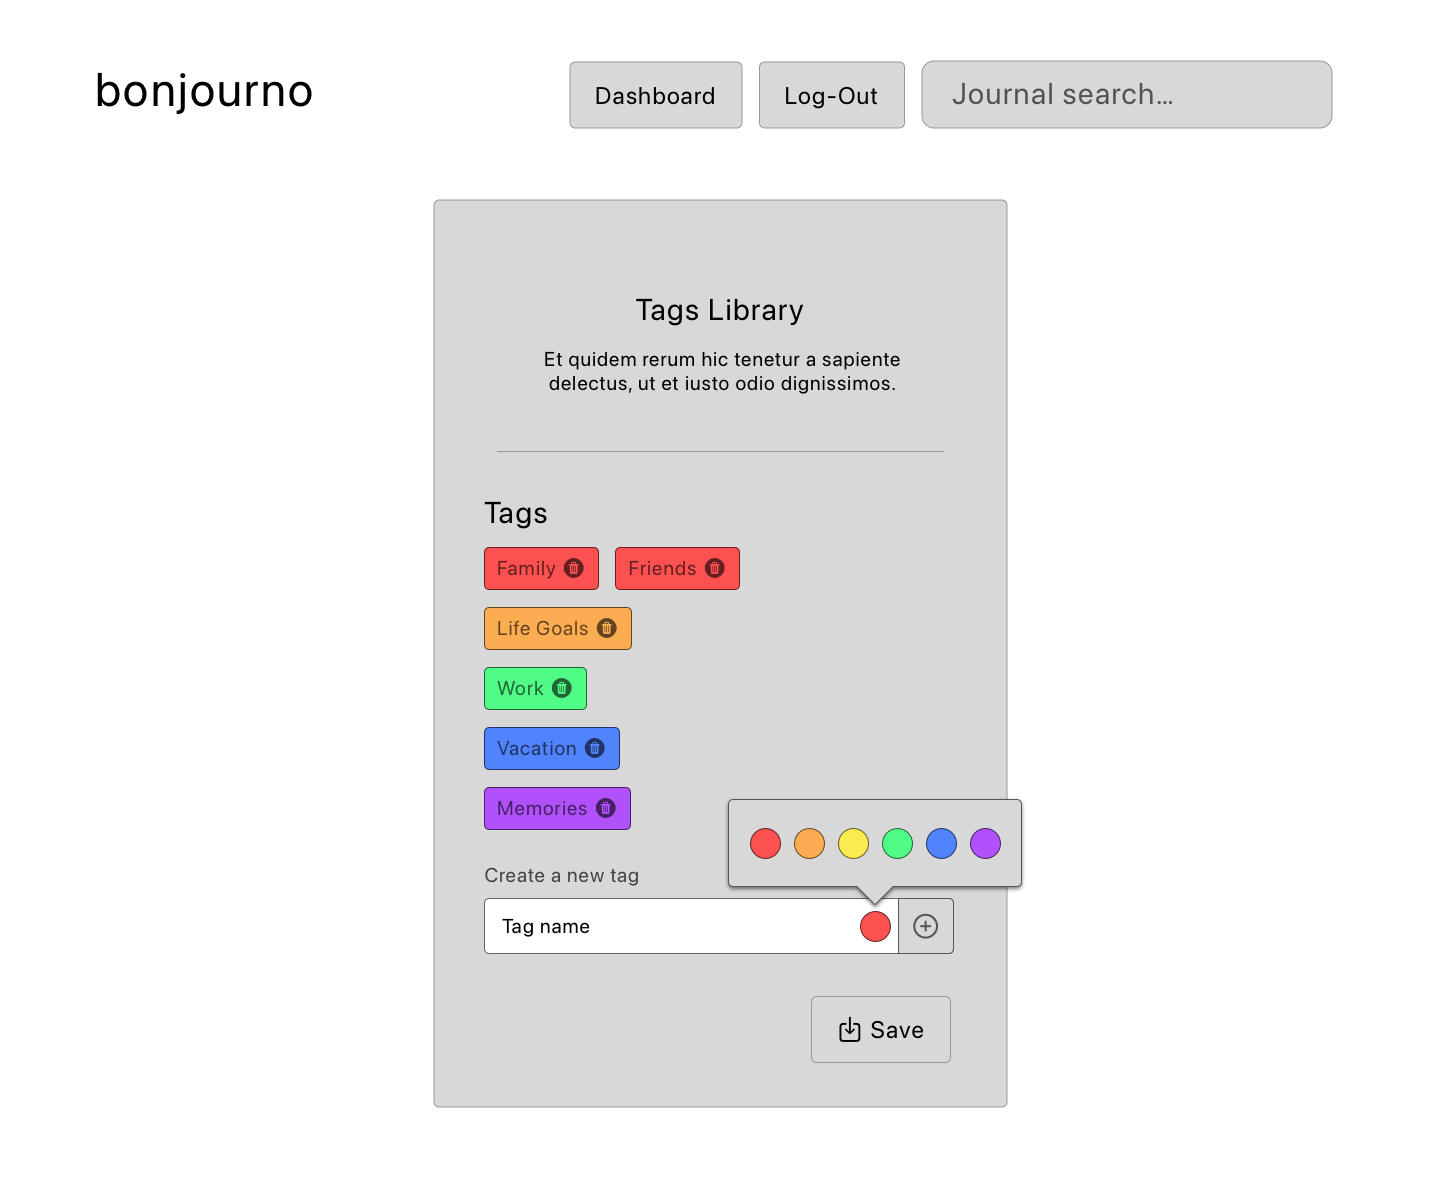 bonjourno
Dashboard
Log-Out
Journal search...
Tags Library
Et quidem rerum hic tenetur a sapiente
delectus, ut et iusto odio dignissimos.
Tags
Family
Friends
Life Goals
Work
Vacation
Memories
Create a new tag
Tag name
Save